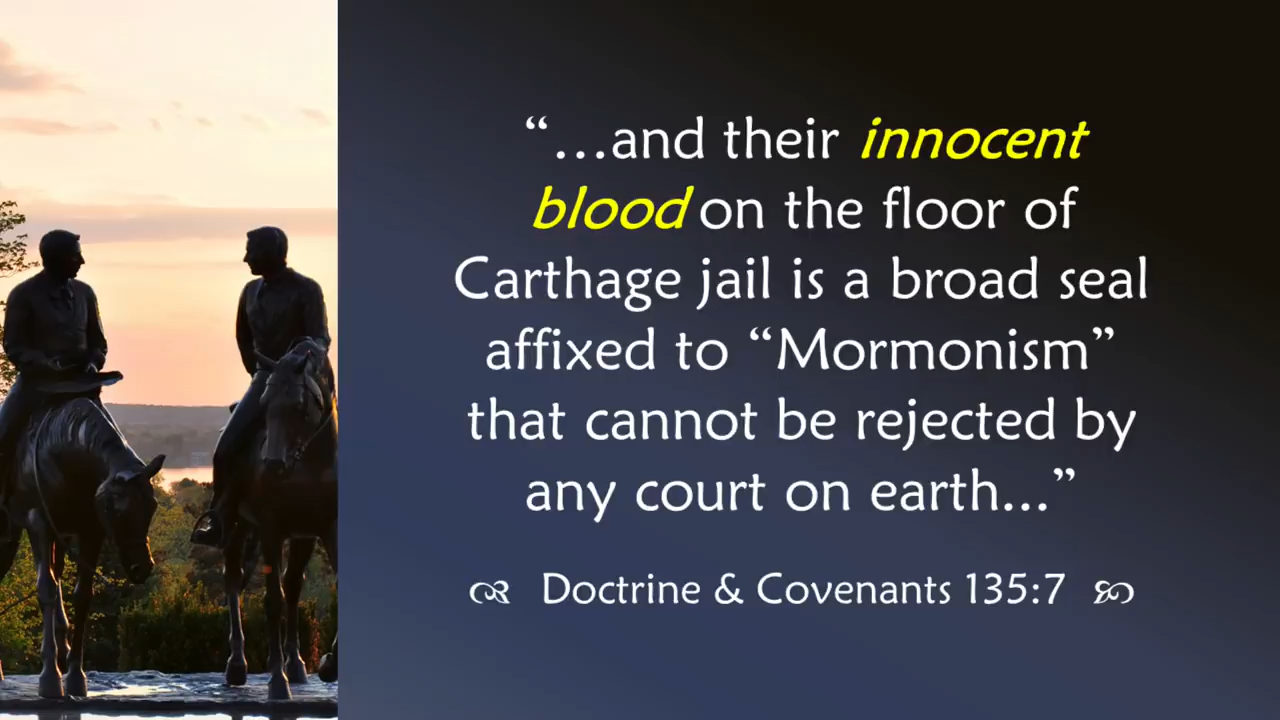 “…and their innocent
blood on the floor of
Carthage jail is a broad seal
affixed to “Mormonism”
that cannot be rejected by
any court on earth…”
Doctrine & Covenants 135:7